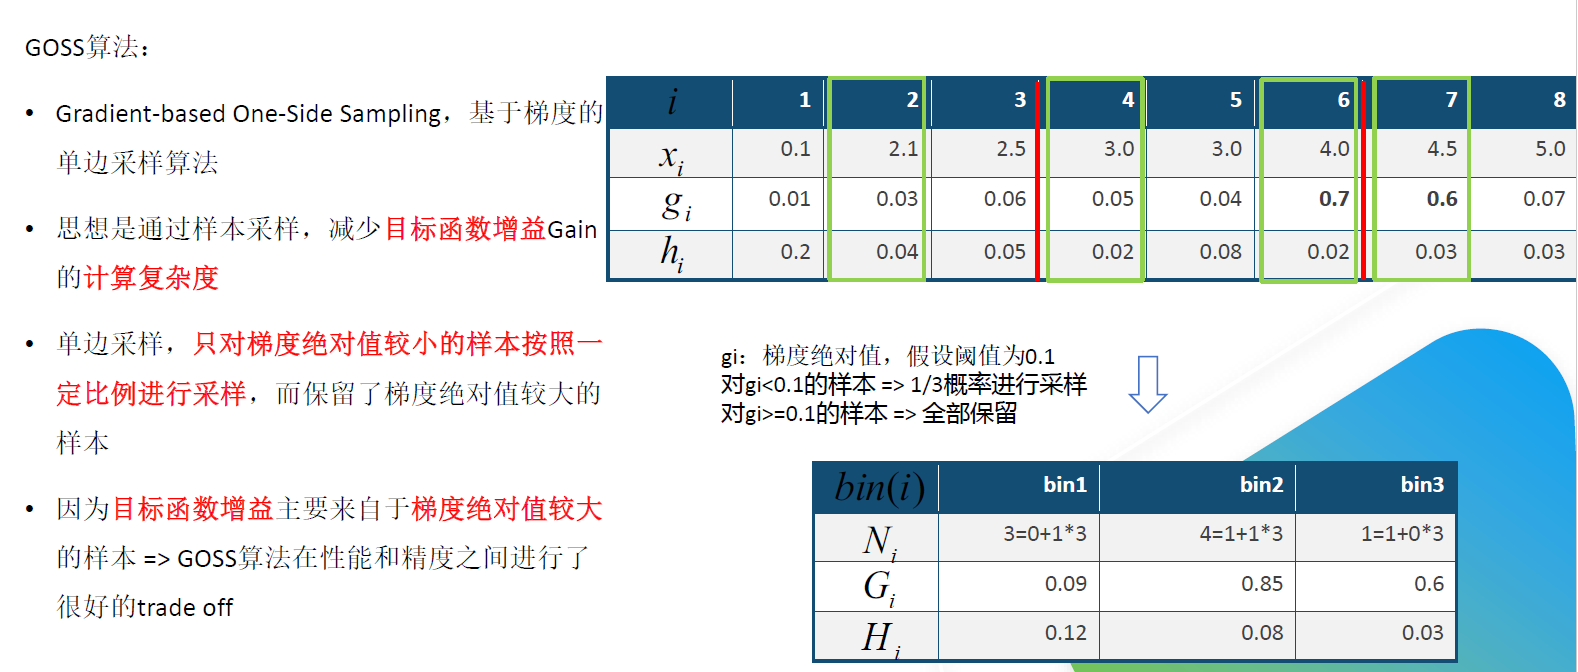 GOSS算法：
• Gradient-based One-Side Sampling，基于梯度的
单边采样算法
• 思想是通过样本采样，减少目标函数增益Gain
的计算复杂度
• 单边采样，只对梯度绝对值较小的样本按照一
定比例进行采样，而保留了梯度绝对值较大的
样本
• 因为目标函数增益主要来自于梯度绝对值较大
的样本 => GOSS算法在性能和精度之间进行了
很好的trade off
i 1 2 3 4 5 6 7 8
x_i 0.1 2.1 2.5 3.0 3.0 4.0 4.5 5.0
g_i 0.01 0.03 0.06 0.05 0.04 0.7 0.6 0.07
h_i 0.2 0.04 0.05 0.02 0.08 0.02 0.03 0.03
gi：梯度绝对值，假设阈值为0.1
对gi<0.1的样本 => 1/3概率进行采样
对gi>=0.1的样本 => 全部保留
bin(i) bin1 bin2 bin3
N_i 3=0+1*3 4=1+1*3 1=1+0*3
G_i 0.09 0.85 0.6
H_i 0.12 0.08 0.03